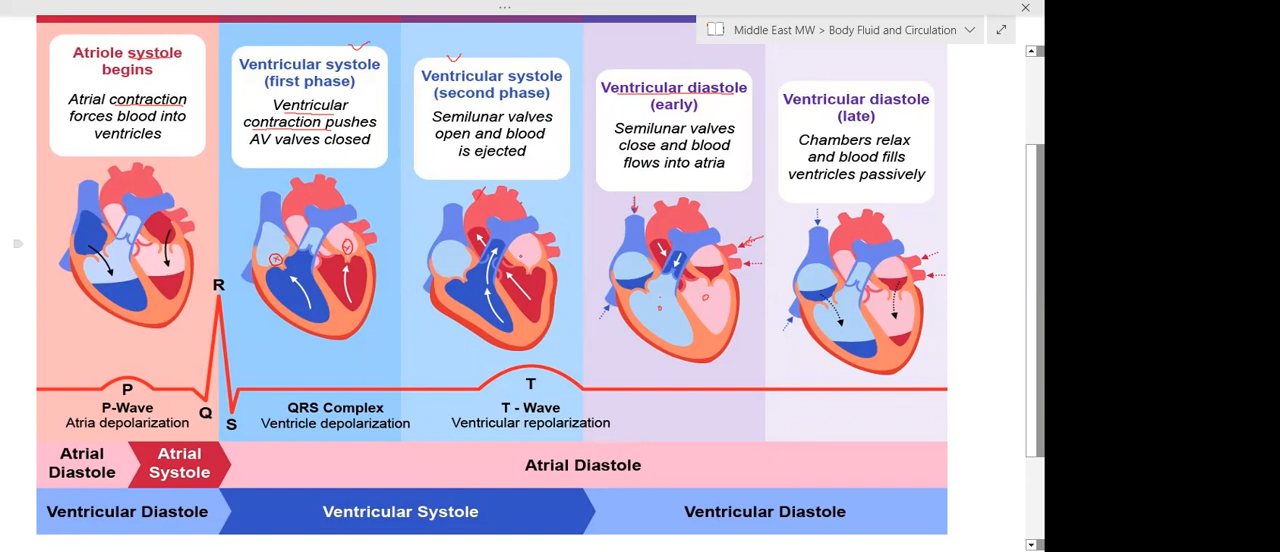 Middle East MW > Body Fluid and Circulation
Atriole systole
begins
Atrial contraction
forces blood into
ventricles
Ventricular systole
(first phase)
Ventricular
contraction pushes
AV valves closed
Ventricular systole
(second phase)
Semilunar valves
open and blood
is ejected
Ventricular diastole
(early)
Semilunar valves
close and blood
flows into atria
Ventricular diastole
(late)
Chambers relax
and blood fills
ventricles passively
R
P
Q
S
T
P-Wave
Atria depolarization
QRS Complex
Ventricle depolarization
T - Wave
Ventricular repolarization
Atrial
Diastole
Atrial
Systole
Atrial Diastole
Ventricular Diastole
Ventricular Systole
Ventricular Diastole